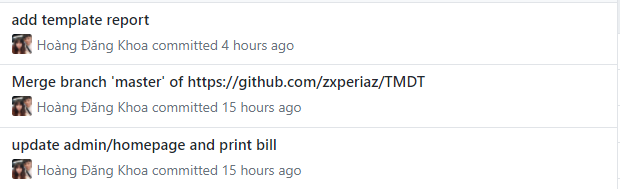 add template report
Hoàng Đăng Khoa committed 4 hours ago
Merge branch 'master' of https://github.com/zxperiaz/TMDT
Hoàng Đăng Khoa committed 15 hours ago
update admin/homepage and print bill
Hoàng Đăng Khoa committed 15 hours ago